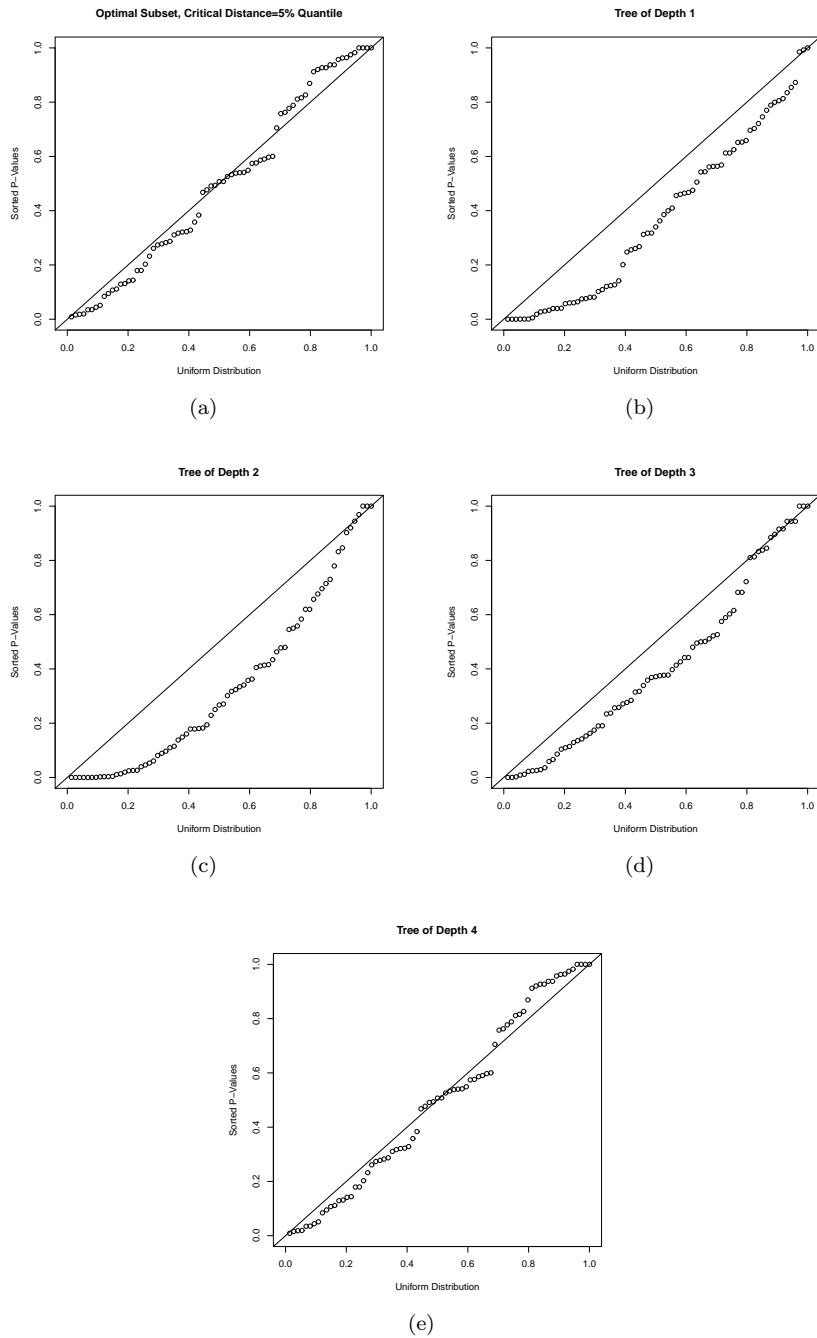 Optimal Subset, Critical Distance=5% Quantile
Tree of Depth 1
Sorted P−Values
0.0 0.2 0.4 0.6 0.8 1.0
0.0 0.2 0.4 0.6 0.8 1.0
Uniform Distribution
(a)
Sorted P−Values
0.0 0.2 0.4 0.6 0.8 1.0
0.0 0.2 0.4 0.6 0.8 1.0
Uniform Distribution
(b)
Tree of Depth 2
Tree of Depth 3
Sorted P−Values
0.0 0.2 0.4 0.6 0.8 1.0
0.0 0.2 0.4 0.6 0.8 1.0
Uniform Distribution
(c)
Sorted P−Values
0.0 0.2 0.4 0.6 0.8 1.0
0.0 0.2 0.4 0.6 0.8 1.0
Uniform Distribution
(d)
Tree of Depth 4
Sorted P−Values
0.0 0.2 0.4 0.6 0.8 1.0
0.0 0.2 0.4 0.6 0.8 1.0
Uniform Distribution
(e)